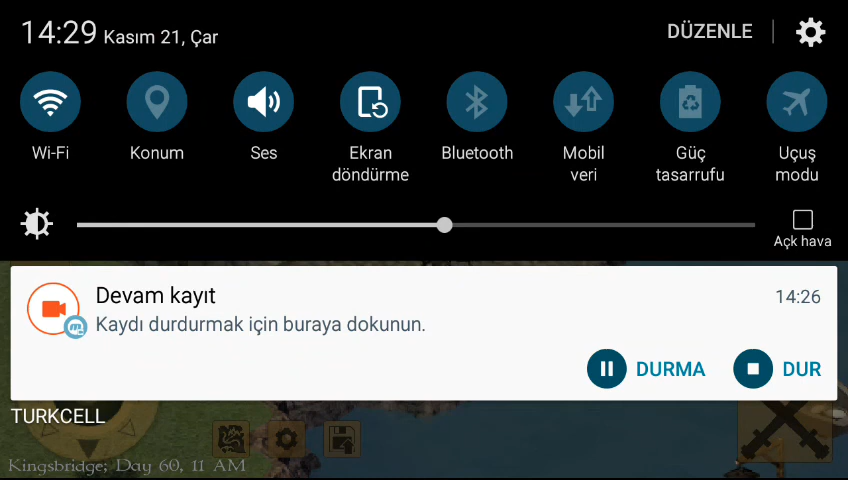 14:29 Kasım 21, Çar
DÜZENLE
Wi-Fi
Konum
Ses
Ekran
döndürme
Bluetooth
Mobil
veri
Güç
tasarrufu
Uçuş
modu
Açk hava
Devam kayıt
14:26
Kaydı durdurmak için buraya dokunun.
DURMA
DUR
TURKCELL
Kingsbridge; Day 60, 11 AM